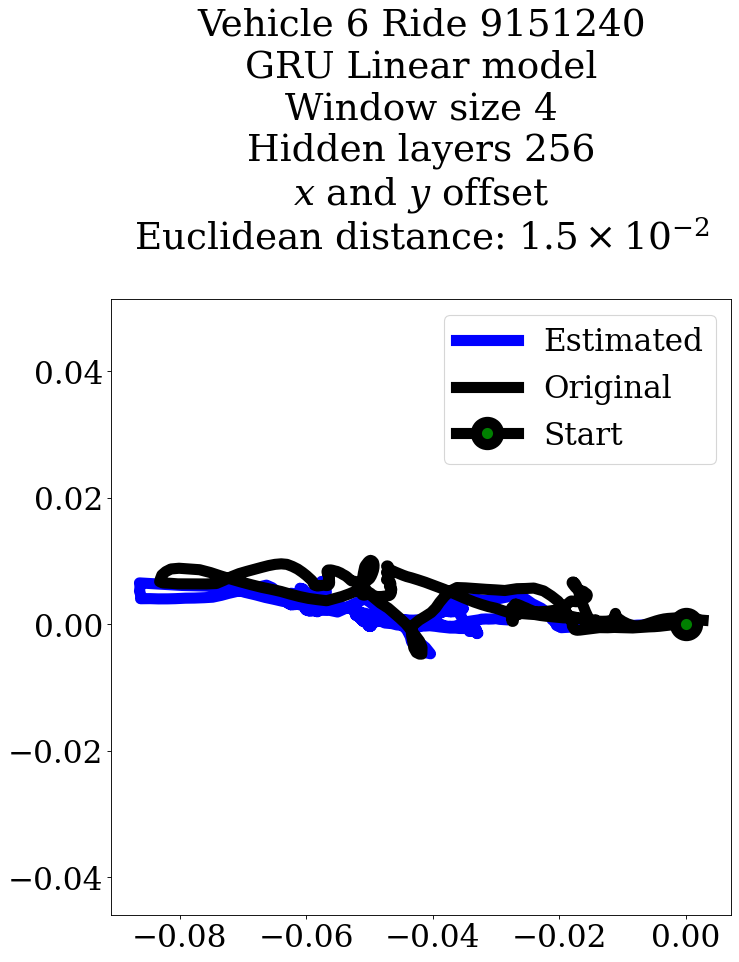 Vehicle 6 Ride 9151240
GRU Linear model
Window size 4
Hidden layers 256
x and y offset
Euclidean distance: 1.5 × 10⁻²
Estimated
Original
Start
0.04
0.02
0.00
−0.02
−0.04
−0.08 −0.06 −0.04 −0.02 0.00